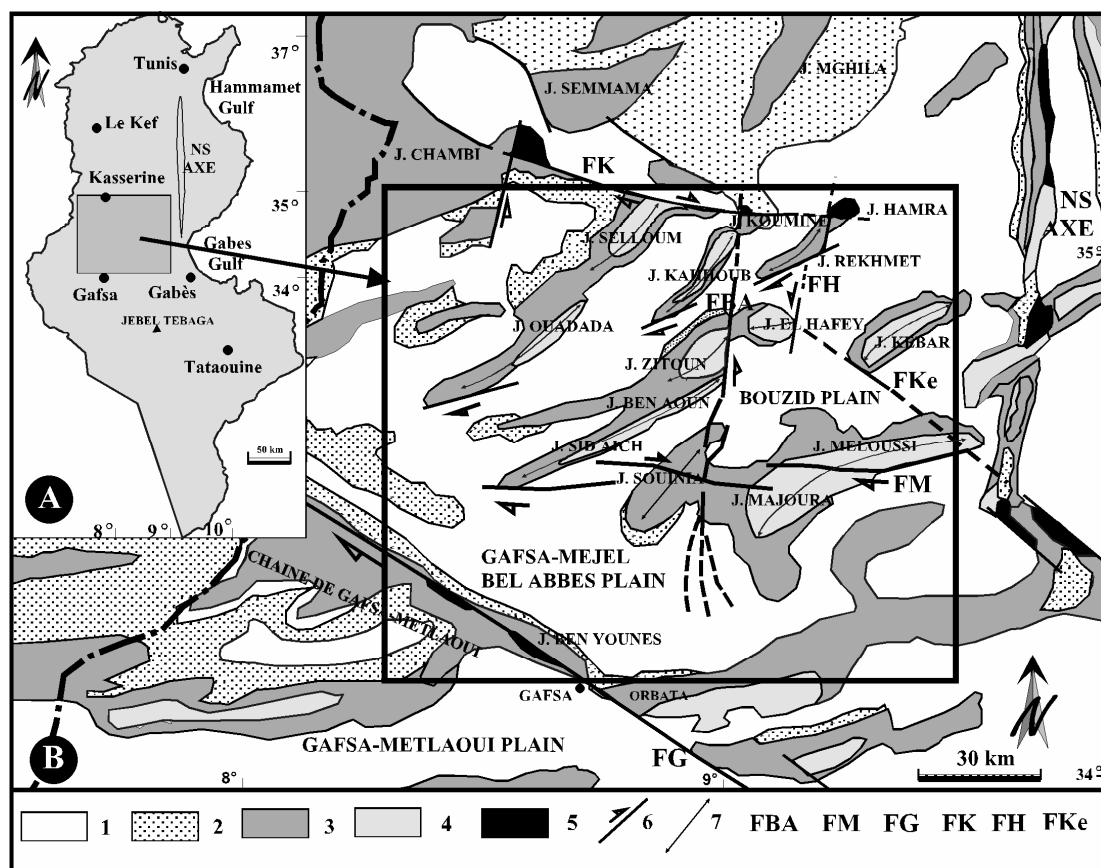 N
37°
Tunis
Hammamet
Gulf
Le Kef
NS
AXE
Kasserine
35°
Gabes
Gulf
34°
Gafsa
Gabès
JEBEL TEBAGA
Tataouine
50 km
A
8°
9°
10°
J. MGHILA
J. SEMMAMA
J. CHAMBI
FK
NS
AXE
J. HAMRA
J. KOUMINE
J. SELLOUM
35°
J. REKHMET
J. KAHHOUB
FH
FBA
J. OUADADA
J. EL HAFEY
J. KEBAR
J. ZITOUN
FKe
BOUZID PLAIN
J. BEN AOUN
J. SID AICH
J. MELOUSSI
J. SOUINIA
FM
J. MAJOURA
GAFSA-MEJEL
BEL ABBES PLAIN
CHAINE DE GAFSA-METLAOUI
J. BEN YOUNES
GAFSA
ORBATA
N
B
GAFSA-METLAOUI PLAIN
FG
30 km
8°
9°
34°
1 2 3 4 5 6 7 FBA FM FG FK FH FKe